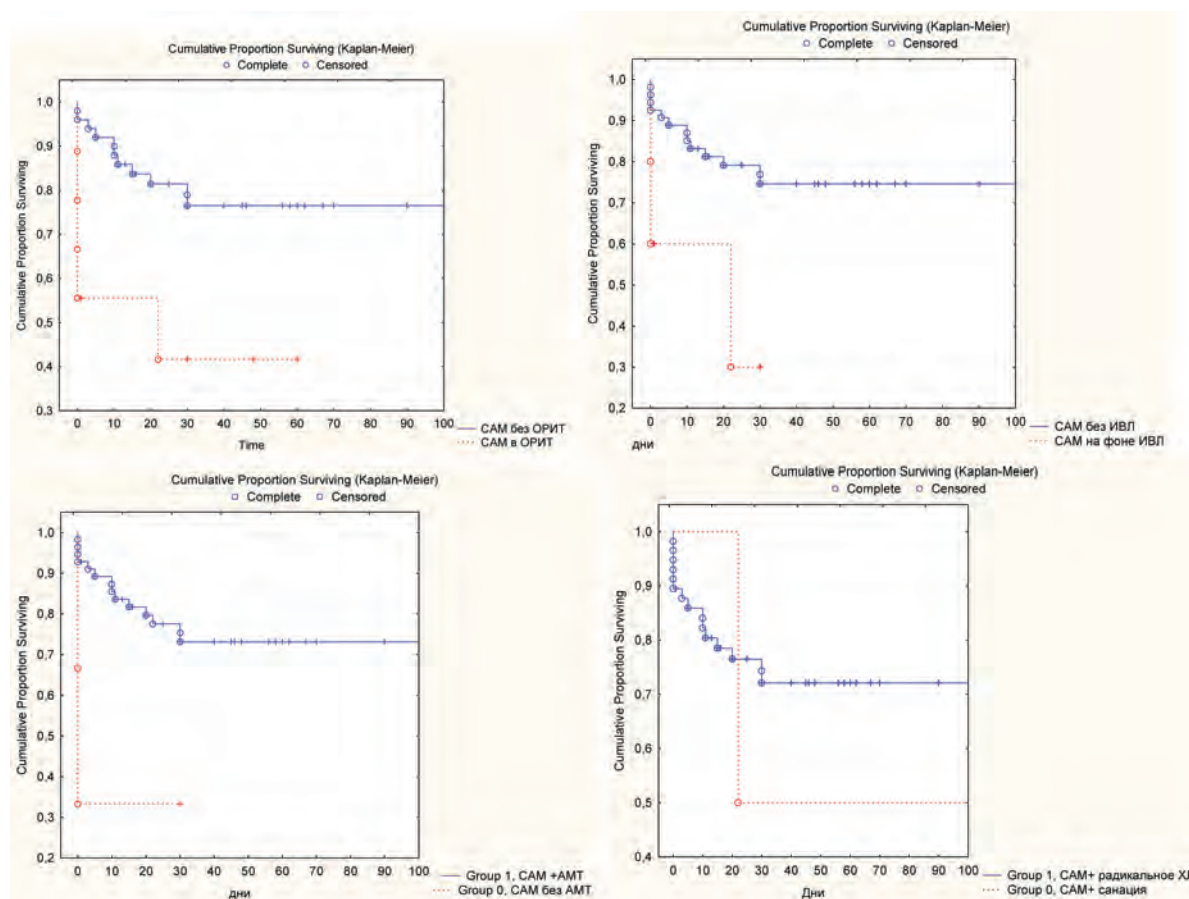 Cumulative Proportion Surviving (Kaplan-Meier)
Complete Censored
Cumulative Proportion Surviving
1,0
0,9
0,8
0,7
0,6
0,5
0,4
0,3
0 10 20 30 40 50 60 70 80 90 100
Time
САМ без ОРИТ
САМ в ОРИТ
Cumulative Proportion Surviving (Kaplan-Meier)
Complete Censored
Cumulative Proportion Surviving
1,0
0,9
0,8
0,7
0,6
0,5
0,4
0,3
0,2
0 10 20 30 40 50 60 70 80 90 100
дни
САМ без ИВЛ
САМ на фоне ИВЛ
Cumulative Proportion Surviving (Kaplan-Meier)
Complete Censored
Cumulative Proportion Surviving
1,0
0,9
0,8
0,7
0,6
0,5
0,4
0,3
0,2
0 10 20 30 40 50 60 70 80 90 100
дни
Group 1, САМ +АМТ
Group 0, САМ без АМТ
Cumulative Proportion Surviving (Kaplan-Meier)
Complete Censored
Cumulative Proportion Surviving
1,0
0,9
0,8
0,7
0,6
0,5
0,4
0 10 20 30 40 50 60 70 80 90 100
Дни
Group 1, САМ+ радикальное ХЛ
Group 0, САМ+ санация